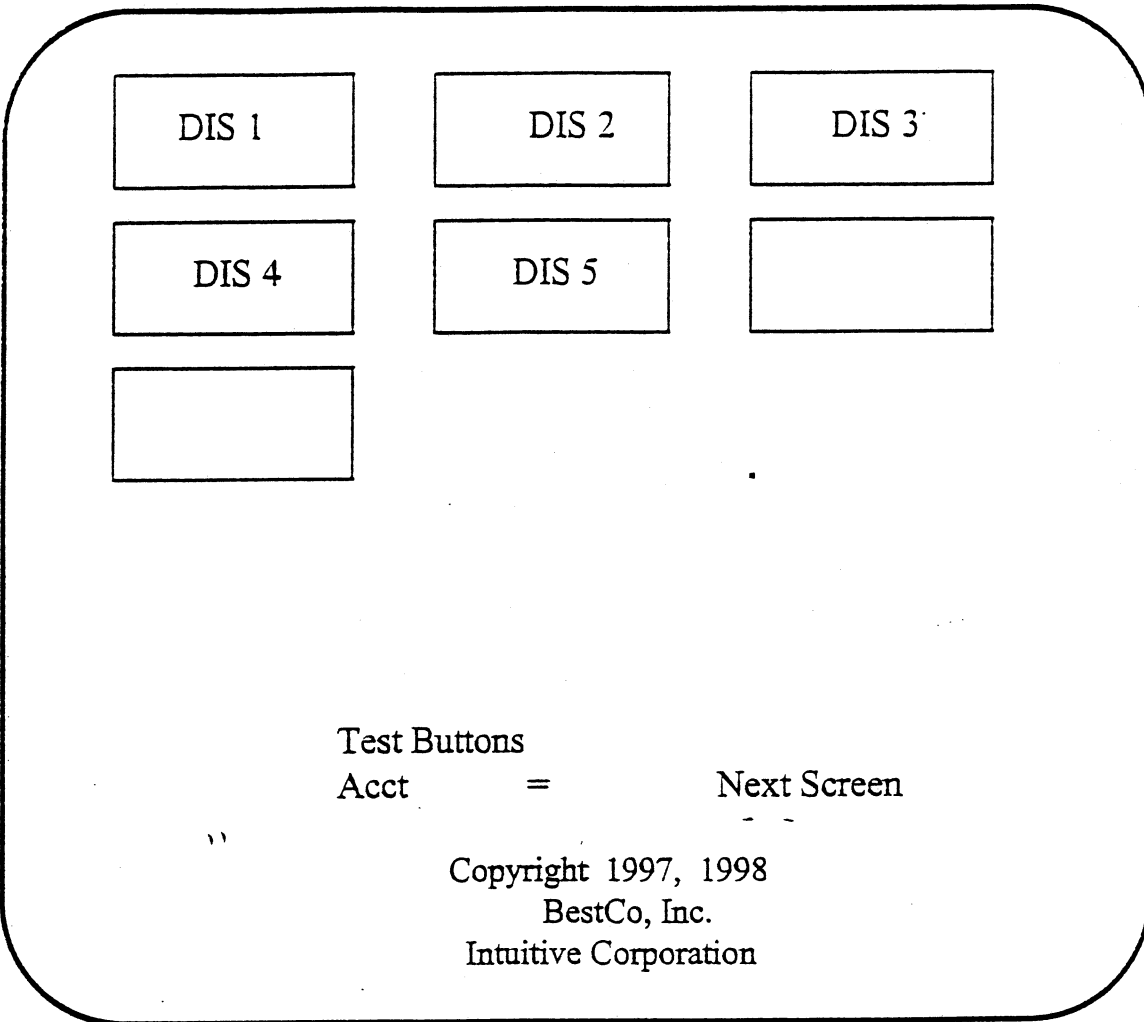 DIS 1 DIS 2 DIS 3
DIS 4 DIS 5
Test Buttons
Acct = Next Screen
Copyright 1997, 1998
BestCo, Inc.
Intuitive Corporation